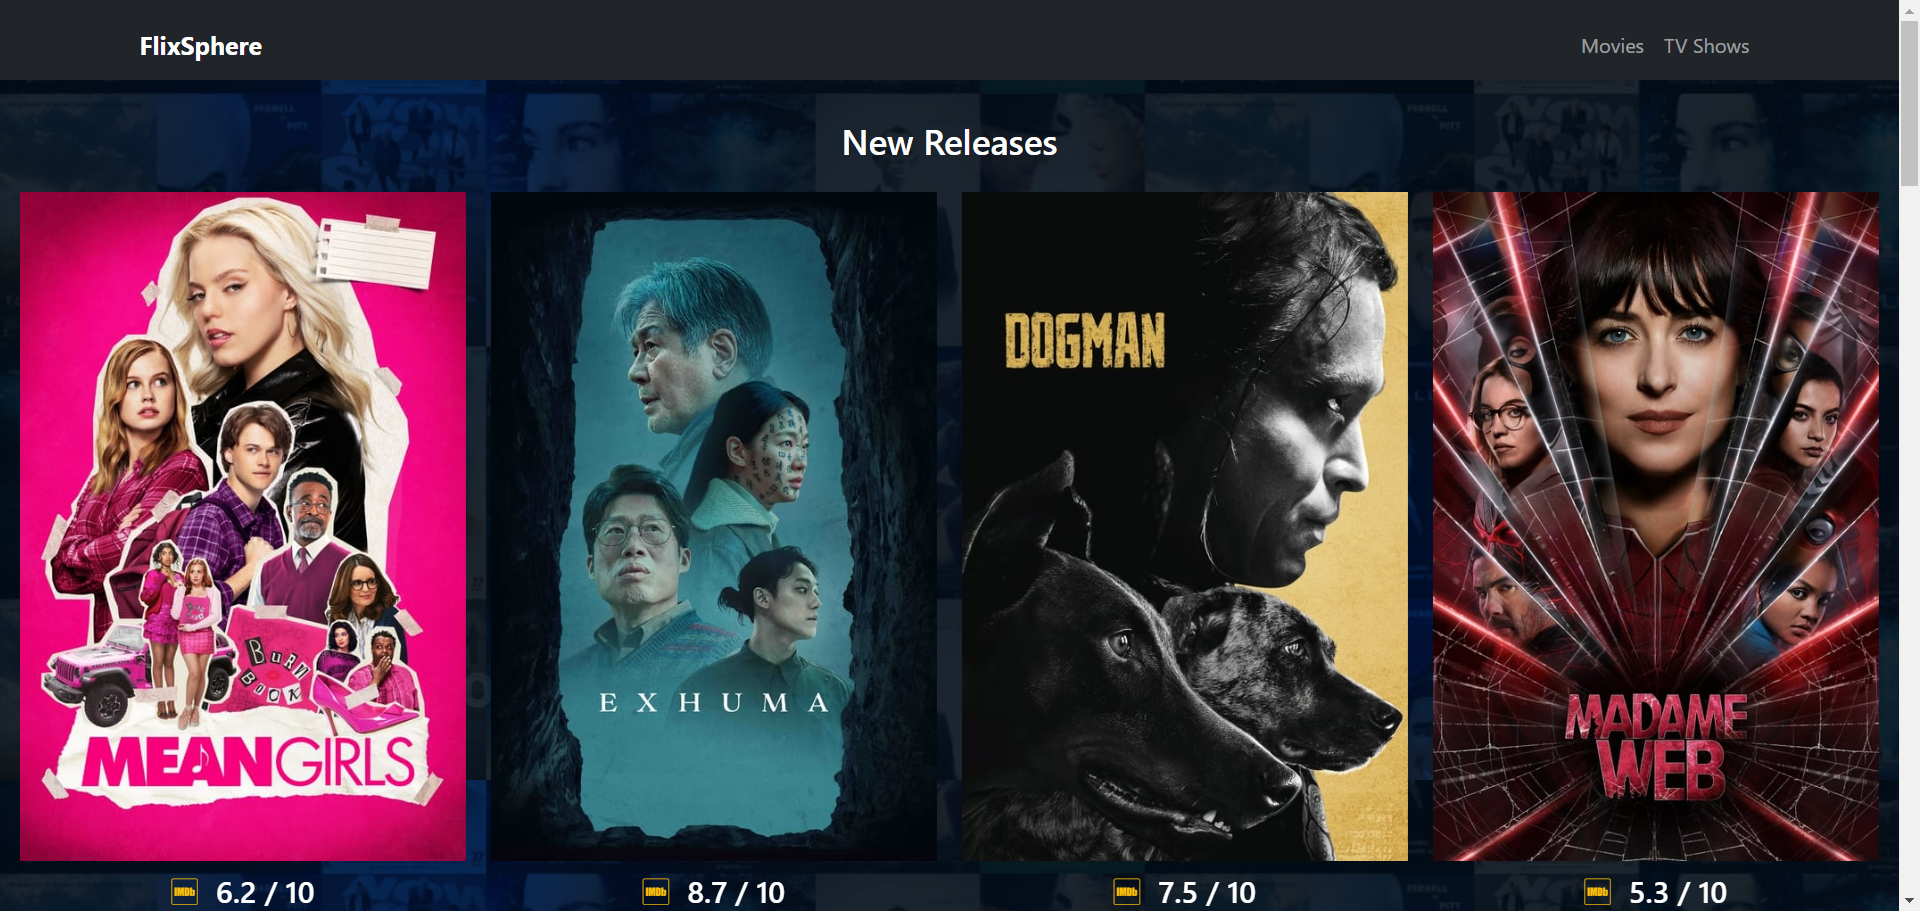 FlixSphere
Movies
TV Shows
New Releases
BURN
BOOK
MEAN GIRLS
EXHUMA
DOGMAN
MADAME
WEB
IMDb 6.2 / 10
IMDb 8.7 / 10
IMDb 7.5 / 10
IMDb 5.3 / 10